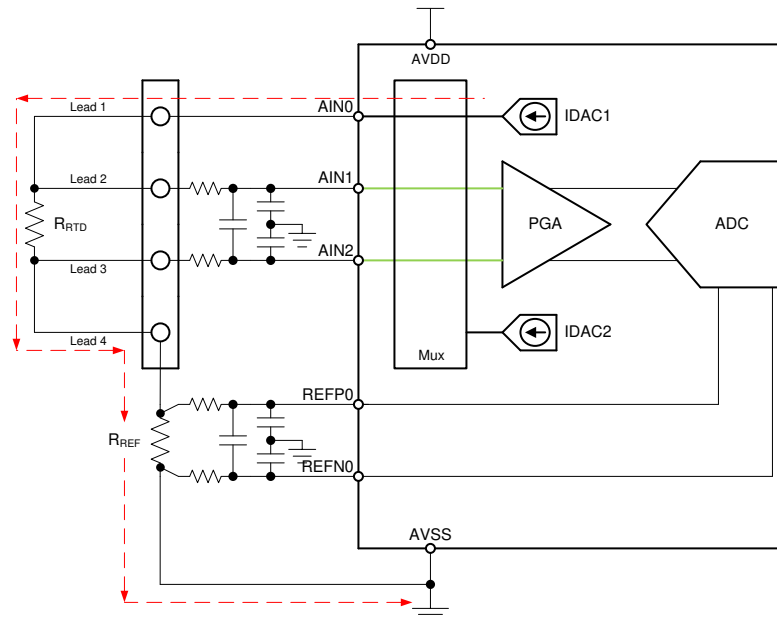 AVDD
Lead 1
AIN0
IDAC1
Lead 2
AIN1
RRTD
PGA
ADC
Lead 3
AIN2
Lead 4
IDAC2
Mux
REFP0
RREF
REFN0
AVSS